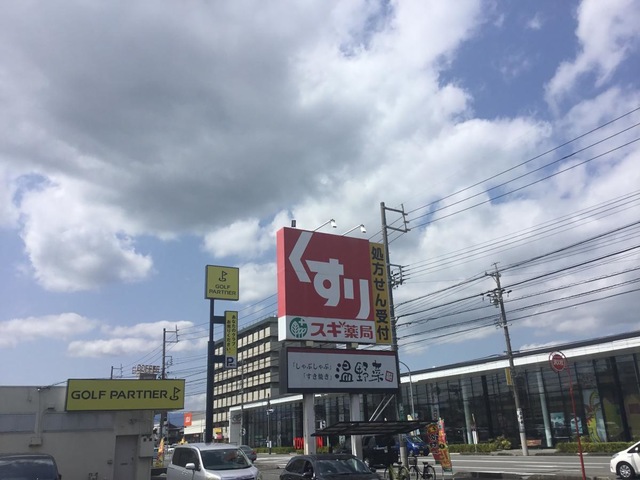 GOLF
PARTNER
GOLF PARTNER
P
くすり
処方せん受付
スギ薬局
「しゃぶしゃぶ」
「すき焼き」
温野菜